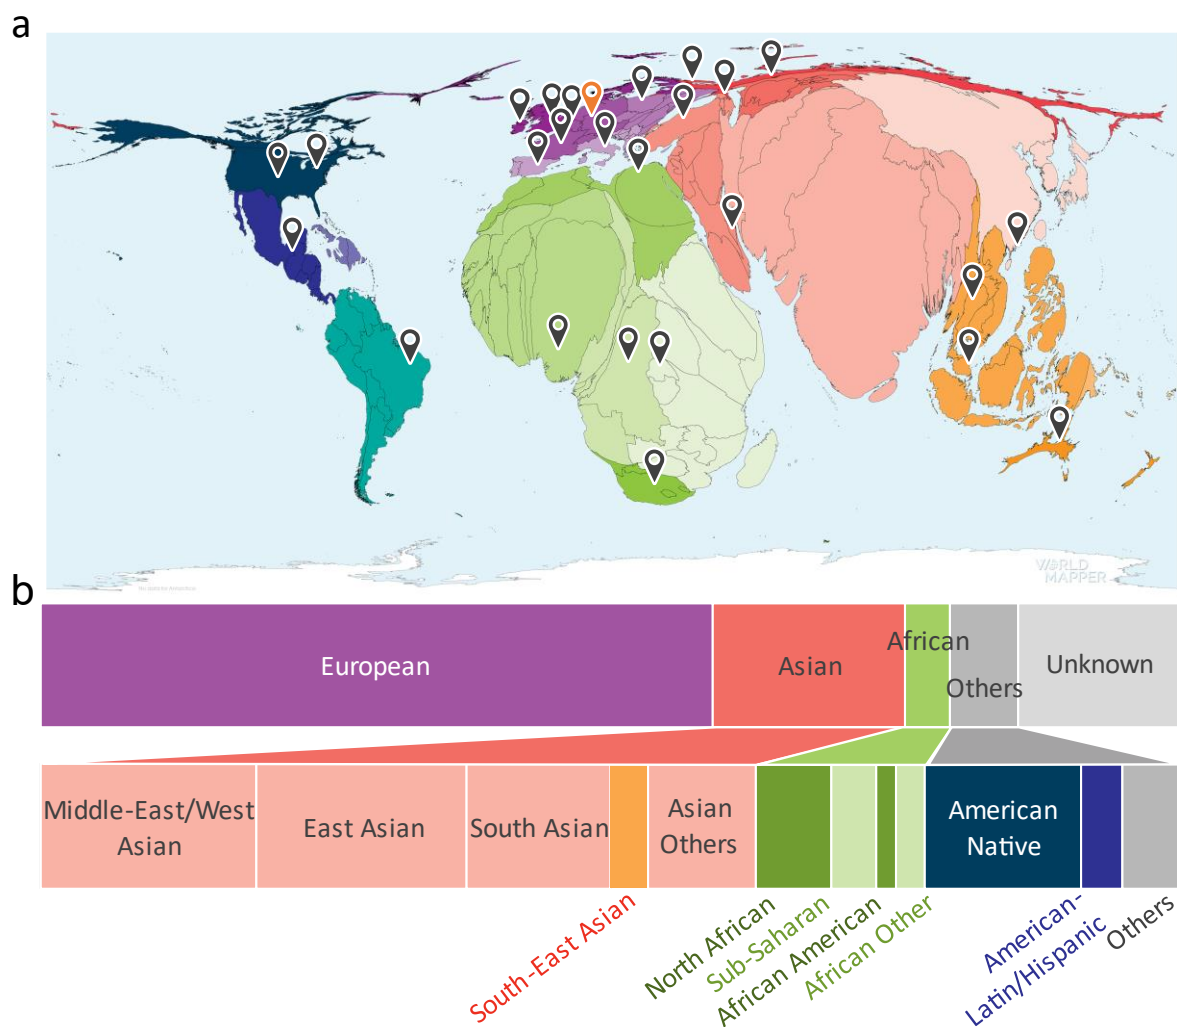 a
WORLD
MAPPER
b
European
Asian
African
Others
Unknown
Middle-East/West
Asian
East Asian
South Asian
Asian
Others
American
Native
South-East Asian
North African
Sub-Saharan
African American
African Other
American-
Latin/Hispanic
Others